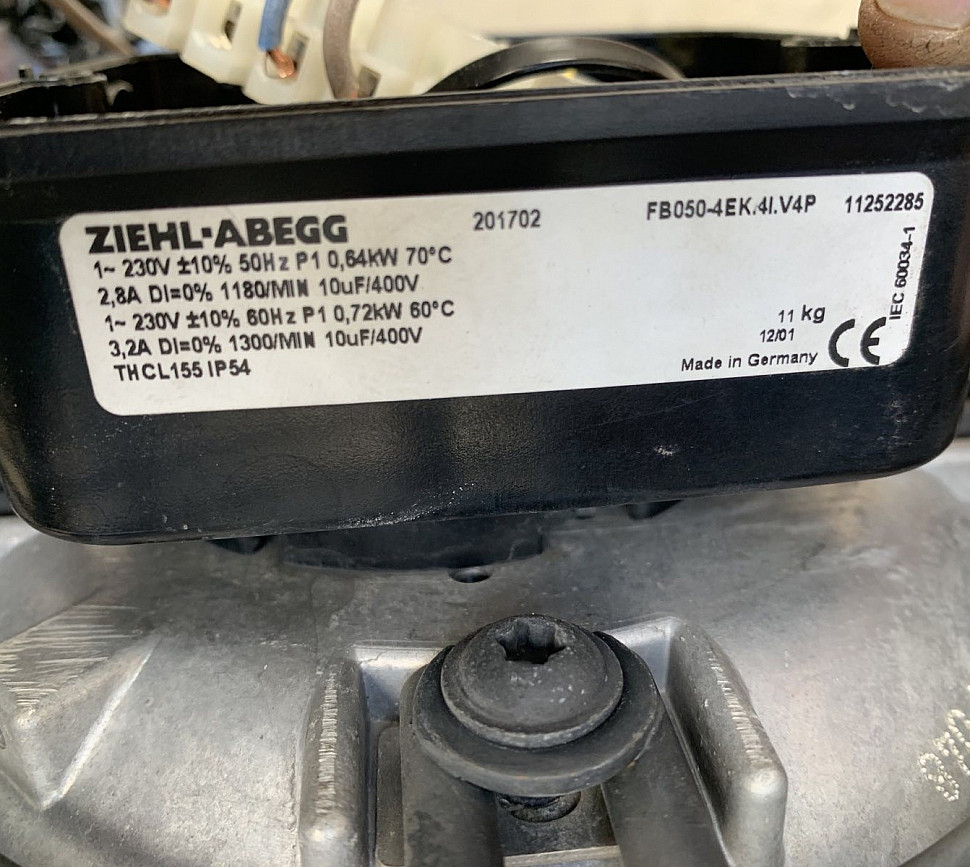 ZIEHL-ABEGG 201702 FB050-4EK.4I.V4P 11252285
1~ 230V ±10% 50Hz P1 0,64kW 70°C
2,8A DI=0% 1180/MIN 10uF/400V
1~ 230V ±10% 60Hz P1 0,72kW 60°C
3,2A DI=0% 1300/MIN 10uF/400V
THCL155 IP54
11 kg
12/01
Made in Germany
CE
IEC 60034-1